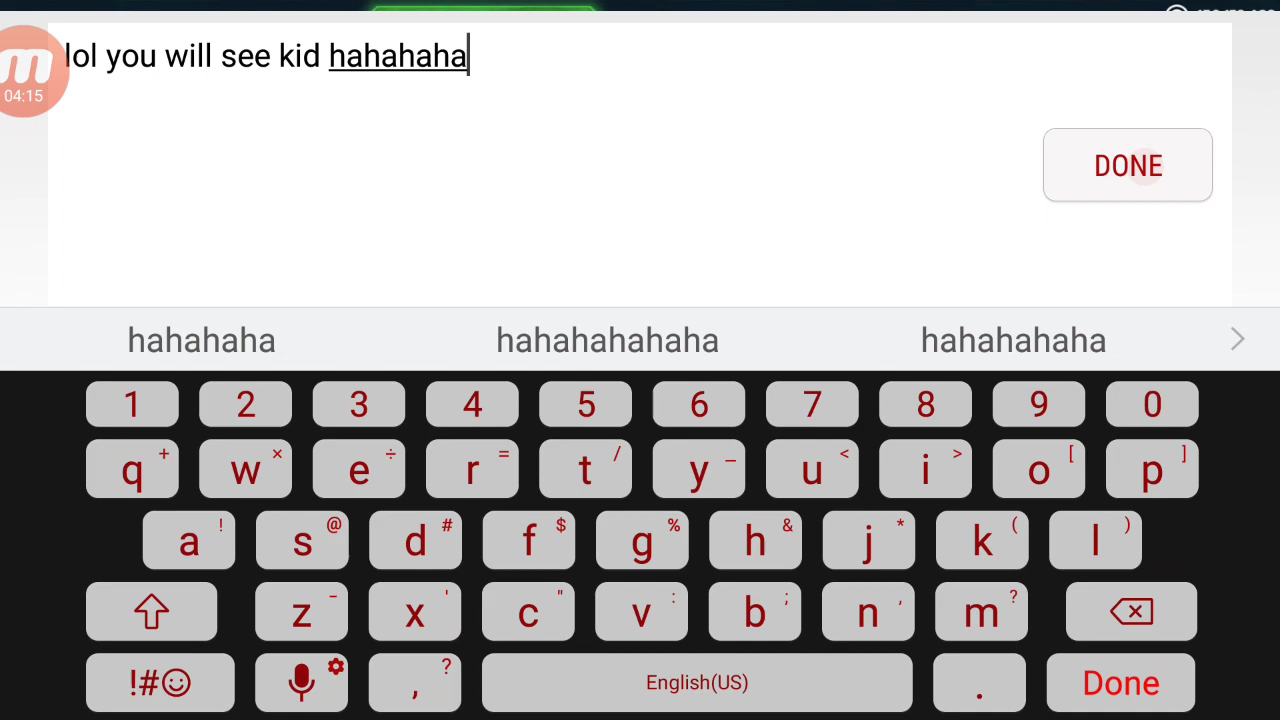 lol you will see kid hahahaha
04:15
DONE
hahahaha hahahahahaha hahahahaha
1 2 3 4 5 6 7 8 9 0
q + w × e ÷ r = t / y _ u < i > o [ p ]
a ! s @ d # f $ g % h & j * k ( l )
z - x ' c " v : b ; n , m ?
!#☺ , ? English(US) . Done